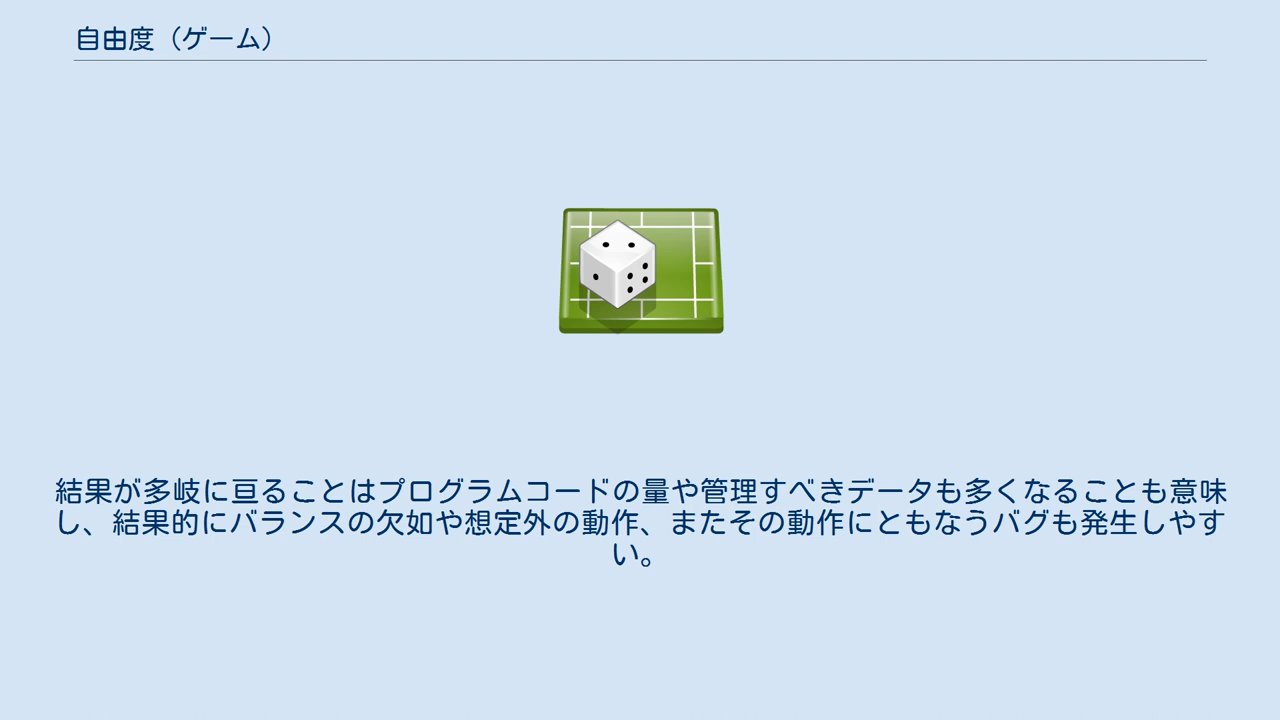 自由度（ゲーム）
結果が多岐に亘ることはプログラムコードの量や管理すべきデータも多くなることも意味
し、結果的にバランスの欠如や想定外の動作、またその動作にともなうバグも発生しやす
い。